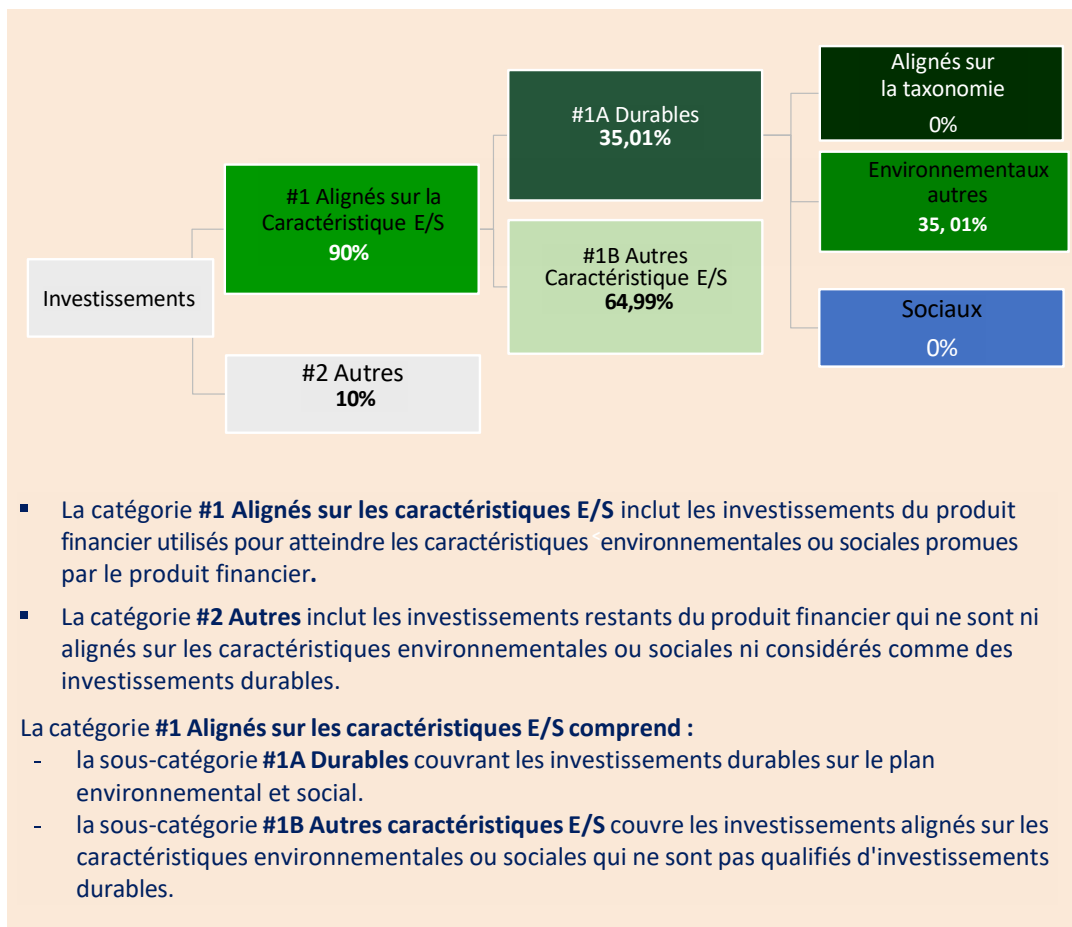 Investissements
#1 Alignés sur la
Caractéristique E/S
90%
#2 Autres
10%
#1A Durables
35,01%
#1B Autres
Caractéristique E/S
64,99%
Alignés sur
la taxonomie
0%
Environnementaux
autres
35, 01%
Sociaux
0%
▪ La catégorie #1 Alignés sur les caractéristiques E/S inclut les investissements du produit
financier utilisés pour atteindre les caractéristiques <environnementales ou sociales promues
par le produit financier.
▪ La catégorie #2 Autres inclut les investissements restants du produit financier qui ne sont ni
alignés sur les caractéristiques environnementales ou sociales ni considérés comme des
investissements durables.
La catégorie #1 Alignés sur les caractéristiques E/S comprend :
- la sous-catégorie #1A Durables couvrant les investissements durables sur le plan
environnemental et social.
- la sous-catégorie #1B Autres caractéristiques E/S couvre les investissements alignés sur les
caractéristiques environnementales ou sociales qui ne sont pas qualifiés d'investissements
durables.